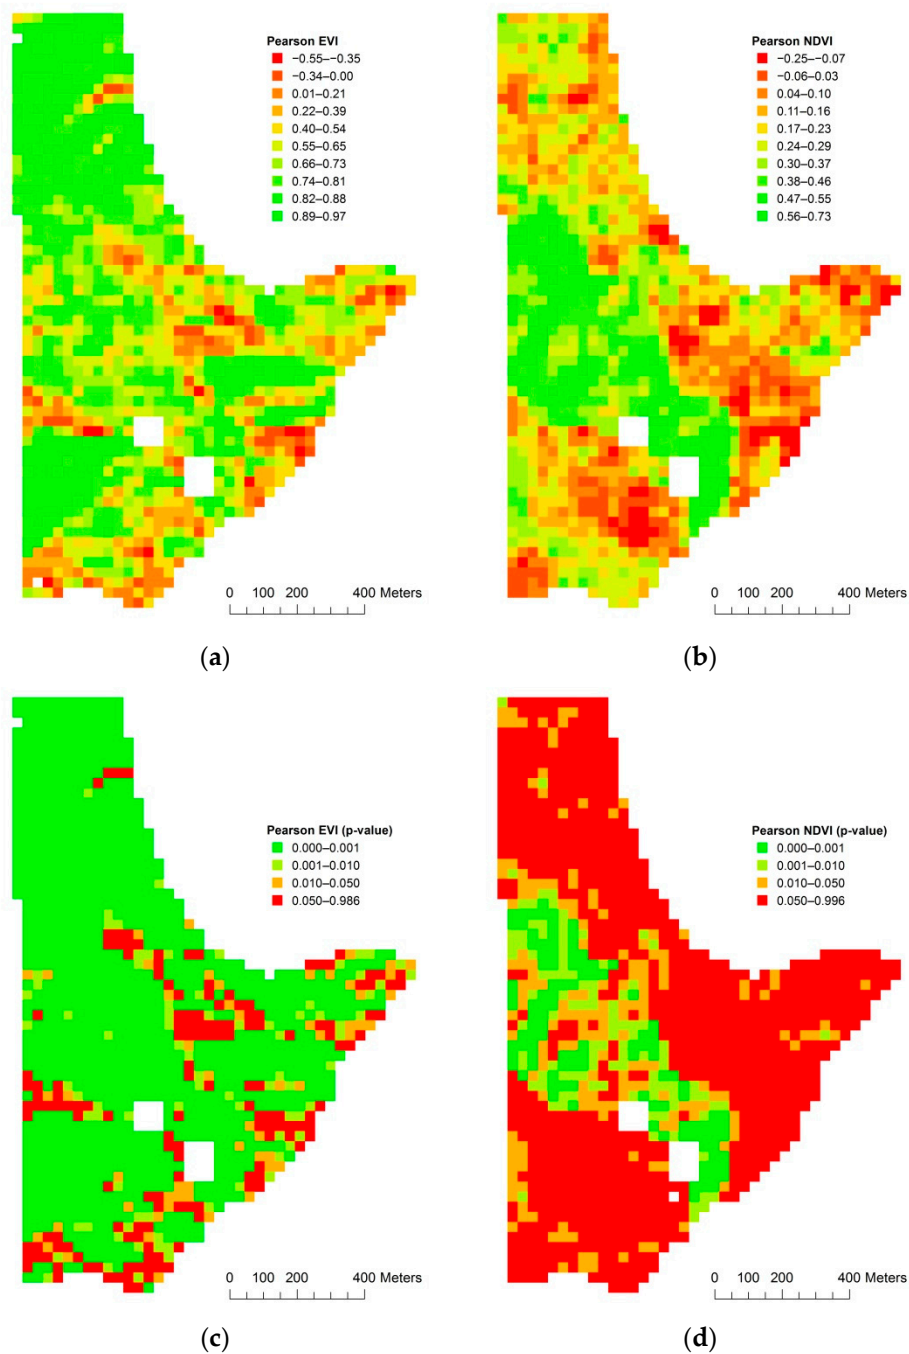 Pearson EVI
−0.55–−0.35
−0.34–0.00
0.01–0.21
0.22–0.39
0.40–0.54
0.55–0.65
0.66–0.73
0.74–0.81
0.82–0.88
0.89–0.97
0 100 200 400 Meters
(a)
Pearson NDVI
−0.25–−0.07
−0.06–0.03
0.04–0.10
0.11–0.16
0.17–0.23
0.24–0.29
0.30–0.37
0.38–0.46
0.47–0.55
0.56–0.73
0 100 200 400 Meters
(b)
Pearson EVI (p-value)
0.000–0.001
0.001–0.010
0.010–0.050
0.050–0.986
0 100 200 400 Meters
(c)
Pearson NDVI (p-value)
0.000–0.001
0.001–0.010
0.010–0.050
0.050–0.996
0 100 200 400 Meters
(d)